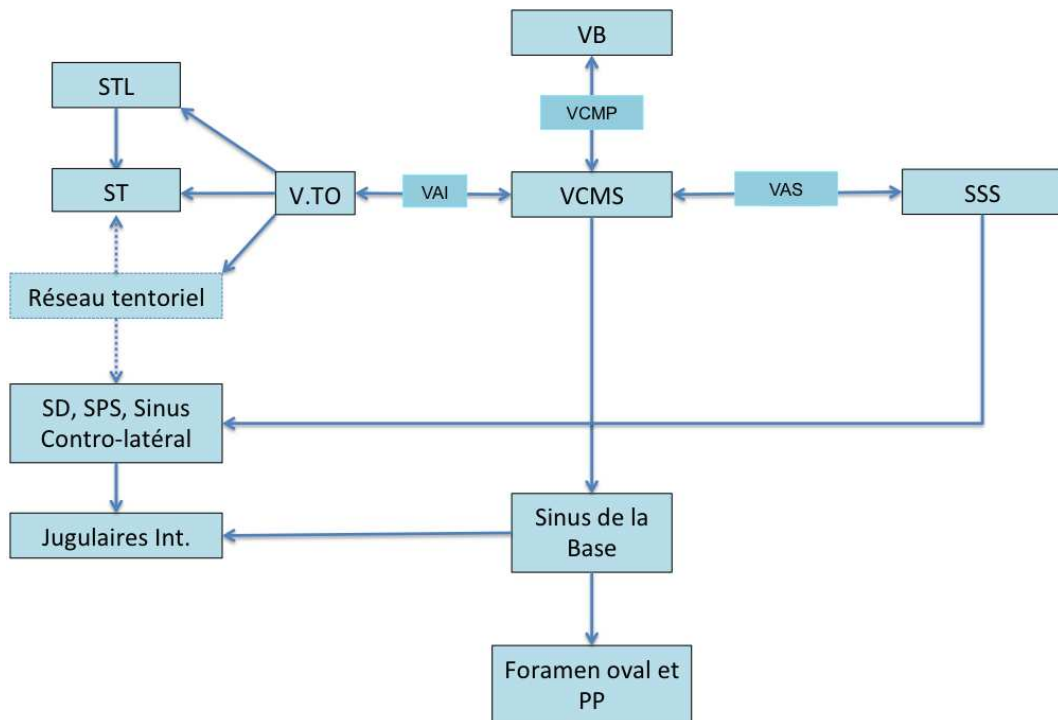 VB
STL
VCMP
ST
V.TO
VAI
VCMS
VAS
SSS
Réseau tentoriel
SD, SPS, Sinus
Contro-latéral
Jugulaires Int.
Sinus de la
Base
Foramen oval et
PP